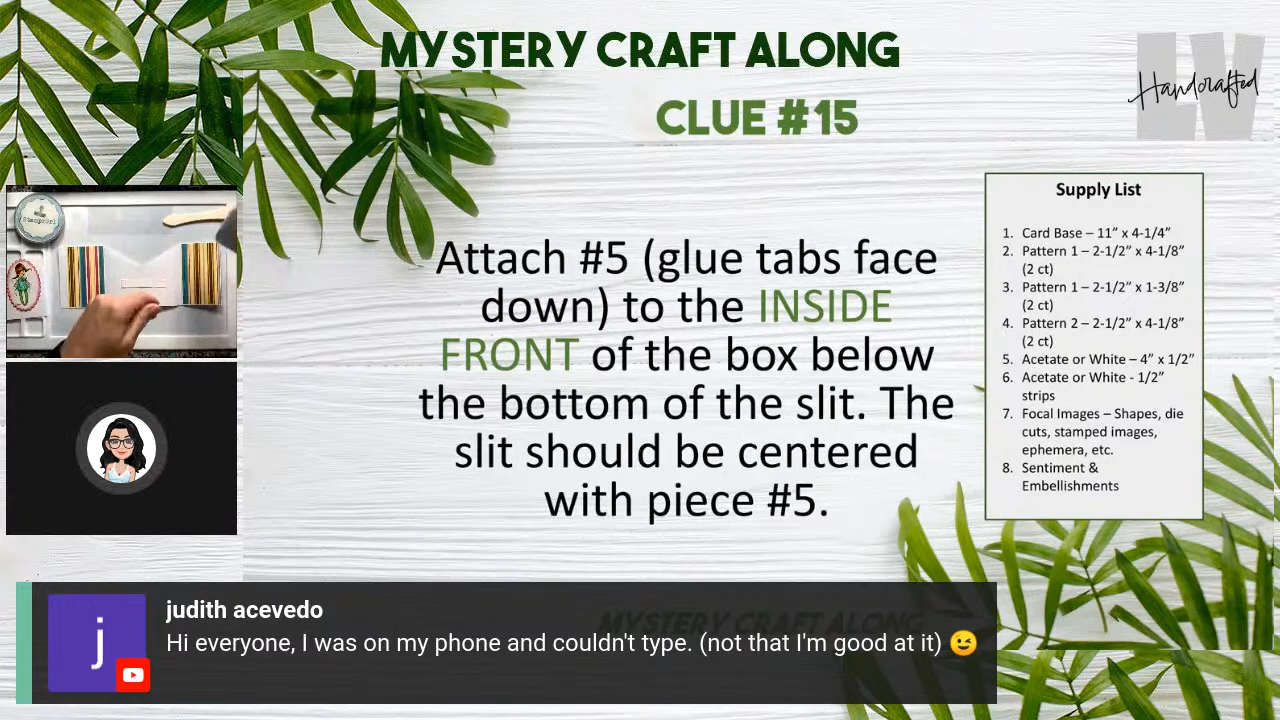 MYSTERY CRAFT ALONG
CLUE #15
Handcrafted
Attach #5 (glue tabs face
down) to the INSIDE
FRONT of the box below
the bottom of the slit. The
slit should be centered
with piece #5.
Supply List
1. Card Base – 11” x 4-1/4”
2. Pattern 1 – 2-1/2” x 4-1/8”
(2 ct)
3. Pattern 1 – 2-1/2” x 1-3/8”
(2 ct)
4. Pattern 2 – 2-1/2” x 4-1/8”
(2 ct)
5. Acetate or White – 4” x 1/2”
6. Acetate or White - 1/2”
strips
7. Focal Images – Shapes, die
cuts, stamped images,
ephemera, etc.
8. Sentiment &
Embellishments
MYSTERY CRAFT ALONG
j
judith acevedo
Hi everyone, I was on my phone and couldn't type. (not that I'm good at it) 😉